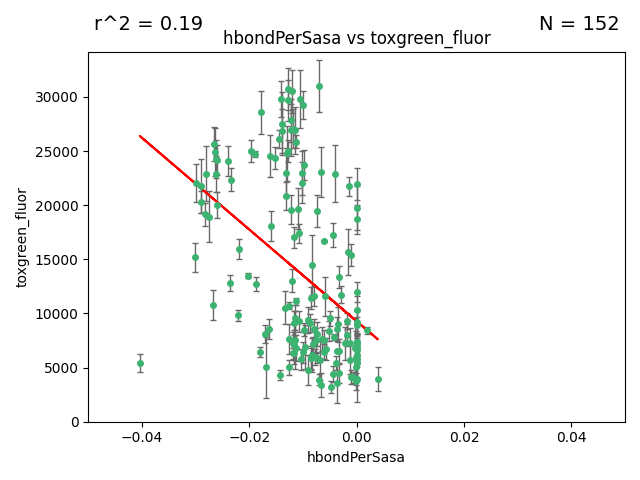 r^2 = 0.19
N = 152
hbondPerSasa vs toxgreen_fluor
toxgreen_fluor
30000
25000
20000
15000
10000
5000
0
−0.04
−0.02
0.00
0.02
0.04
hbondPerSasa